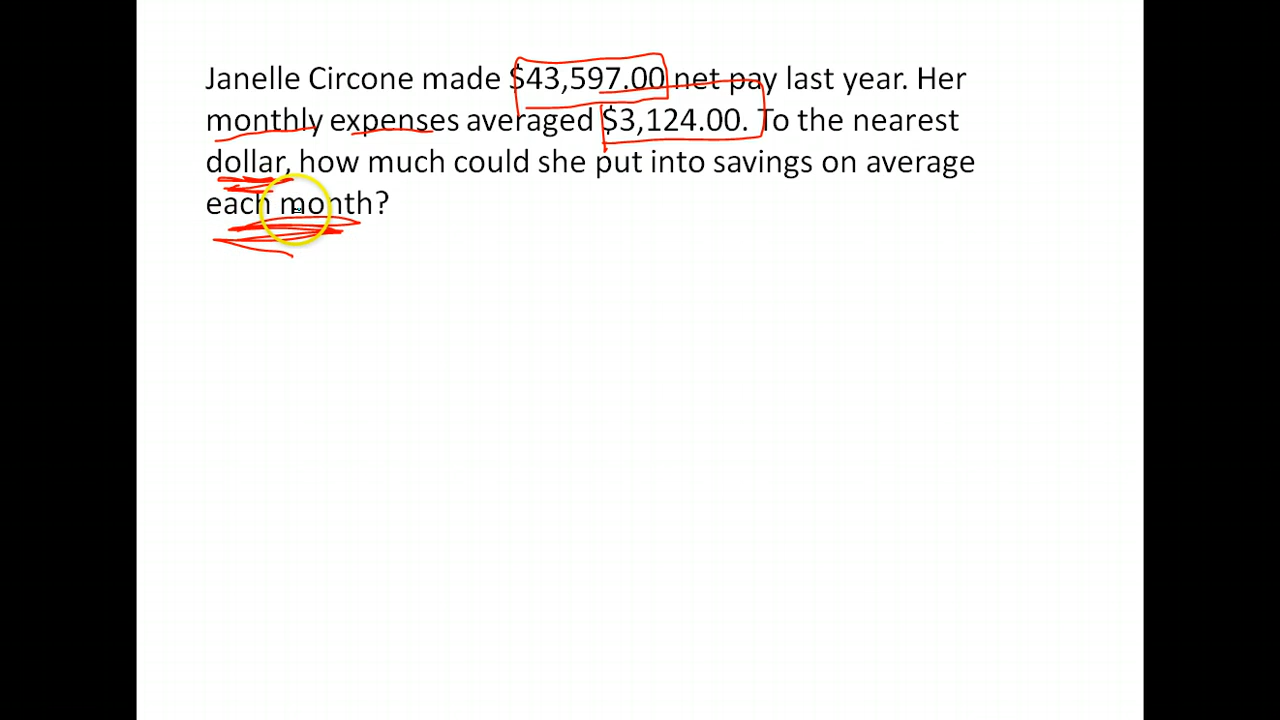 Janelle Circone made $43,597.00 net pay last year. Her
monthly expenses averaged $3,124.00. To the nearest
dollar, how much could she put into savings on average
each month?